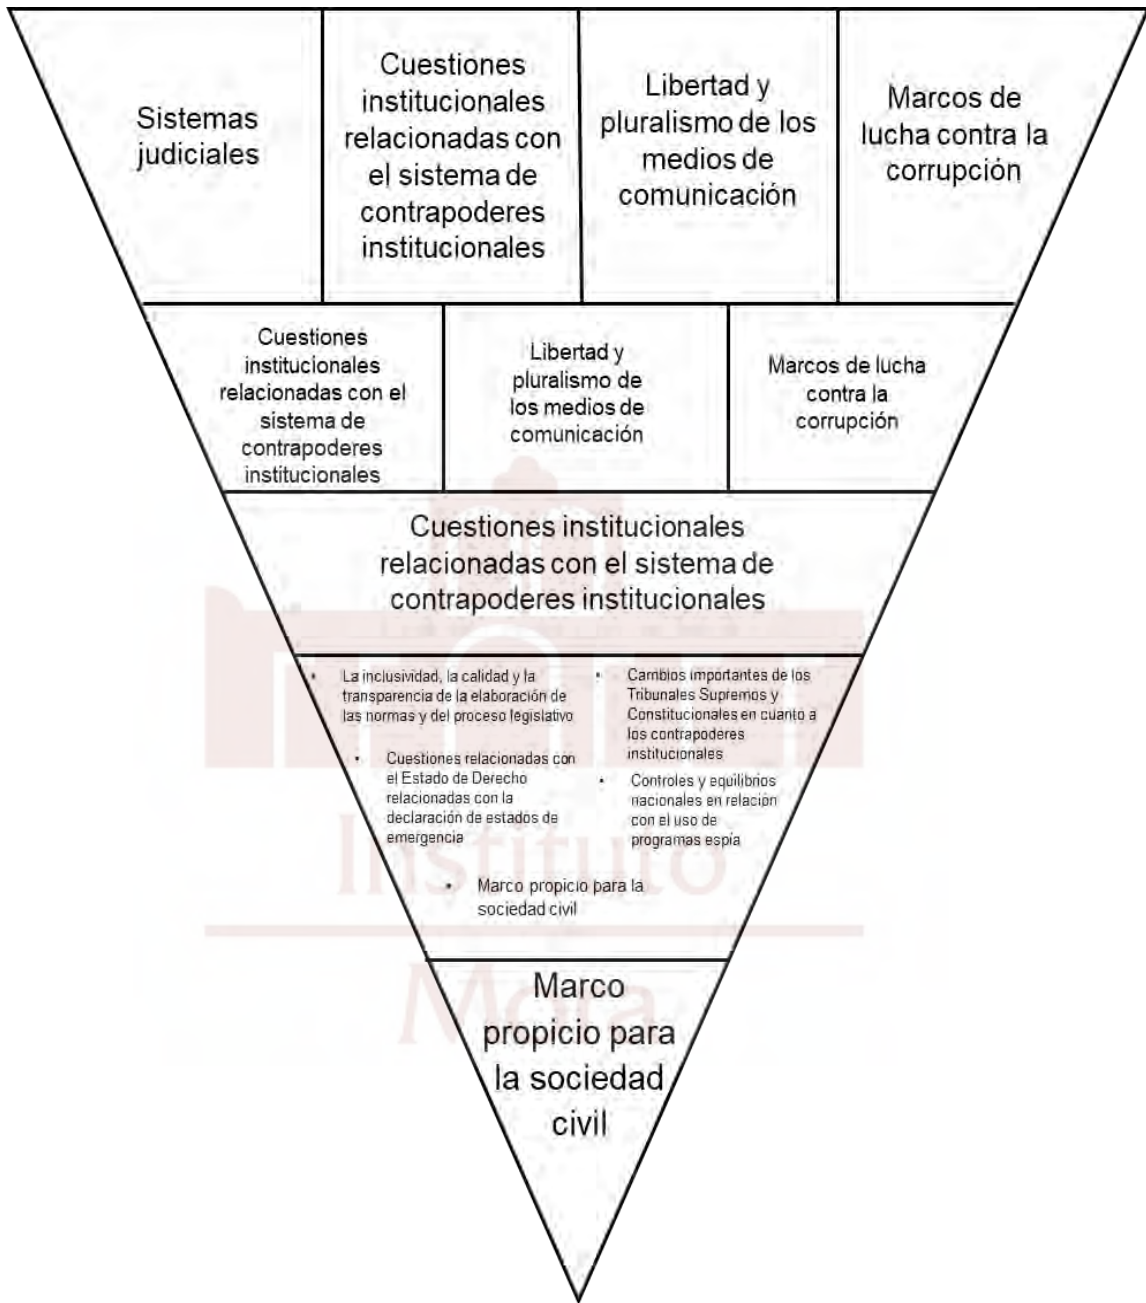 Sistemas
judiciales
Cuestiones
institucionales
relacionadas con
el sistema de
contrapoderes
institucionales
Libertad y
pluralismo de los
medios de
comunicación
Marcos de
lucha contra la
corrupción
Cuestiones
institucionales
relacionadas con el
sistema de
contrapoderes
institucionales
Libertad y
pluralismo de
los medios de
comunicación
Marcos de lucha
contra la
corrupción
Cuestiones institucionales
relacionadas con el sistema de
contrapoderes institucionales
• La inclusividad, la calidad y la
transparencia de la elaboración de
las normas y del proceso legislativo
• Cuestiones relacionadas con
el Estado de Derecho
relacionadas con la
declaración de estados de
emergencia
• Cambios importantes de los
Tribunales Supremos y
Constitucionales en cuanto a
los contrapoderes
institucionales
• Controles y equilibrios
nacionales en relación
con el uso de
programas espía
• Marco propicio para la
sociedad civil
Instituto
Mora
Marco
propicio para
la sociedad
civil